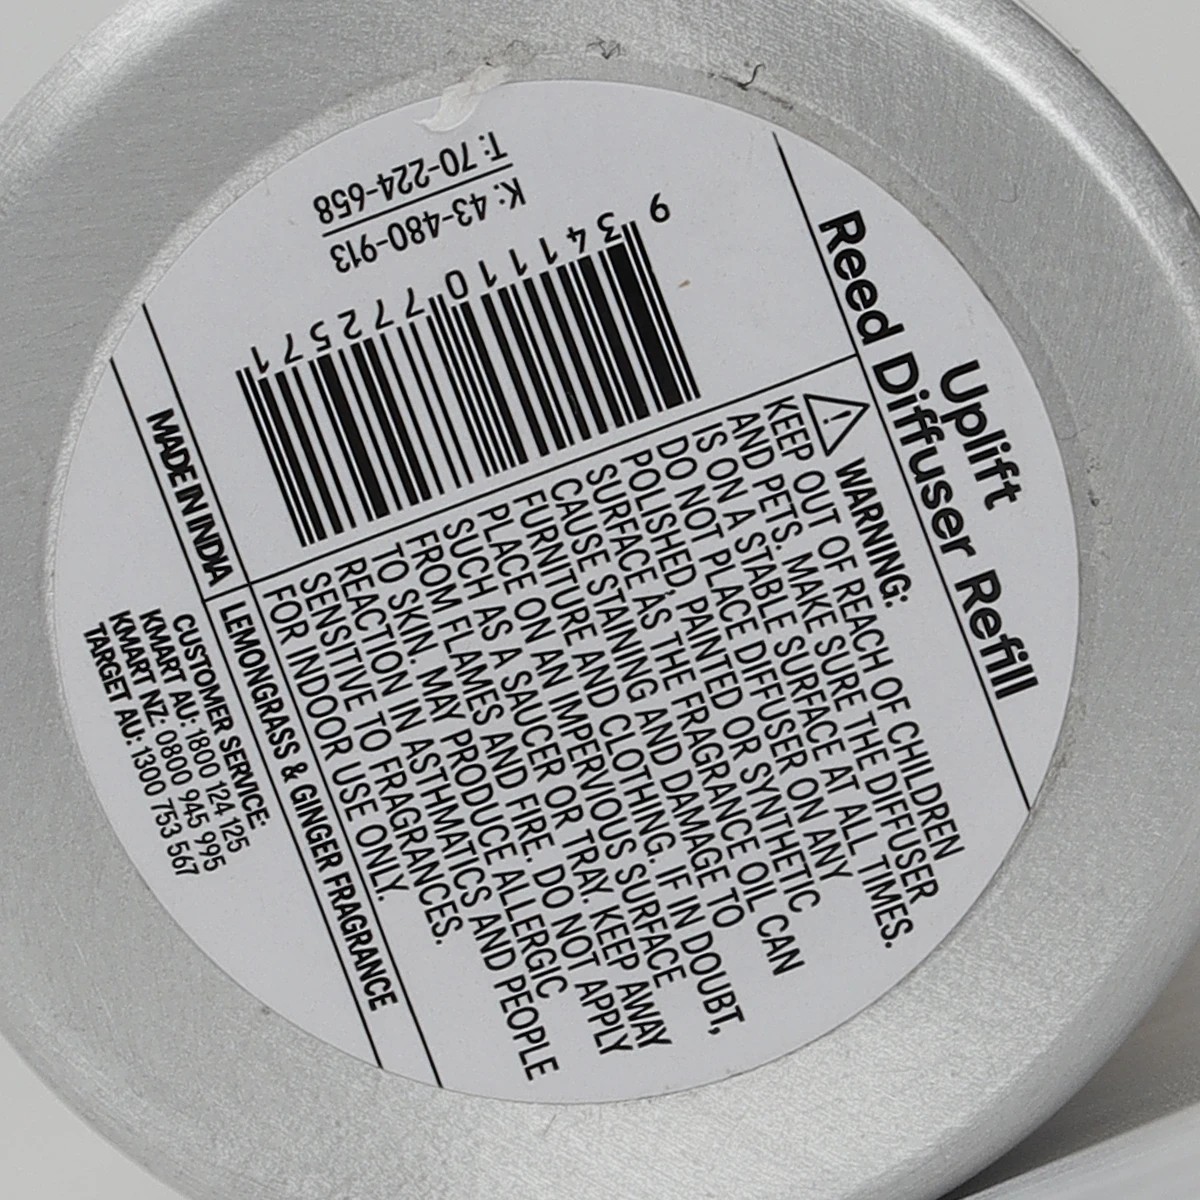 Uplift
Reed Diffuser Refill
WARNING:
KEEP OUT OF REACH OF CHILDREN
AND PETS. MAKE SURE THE DIFFUSER
IS ON A STABLE SURFACE AT ALL TIMES.
DO NOT PLACE DIFFUSER ON ANY
POLISHED, PAINTED OR SYNTHETIC
SURFACE AS THE FRAGRANCE OIL CAN
CAUSE STAINING AND DAMAGE TO
FURNITURE AND CLOTHING. IF IN DOUBT,
PLACE ON AN IMPERVIOUS SURFACE
SUCH AS A SAUCER OR TRAY. KEEP AWAY
FROM FLAMES AND FIRE. DO NOT APPLY
TO SKIN. MAY PRODUCE ALLERGIC
REACTION IN ASTHMATICS AND PEOPLE
SENSITIVE TO FRAGRANCES.
FOR INDOOR USE ONLY.
T: 70-224-658
K: 43-480-913
9 341110 772571
LEMONGRASS & GINGER FRAGRANCE
MADE IN INDIA
CUSTOMER SERVICE:
KMART AU: 1800 124 125
KMART NZ: 0800 945 995
TARGET AU: 1300 753 567